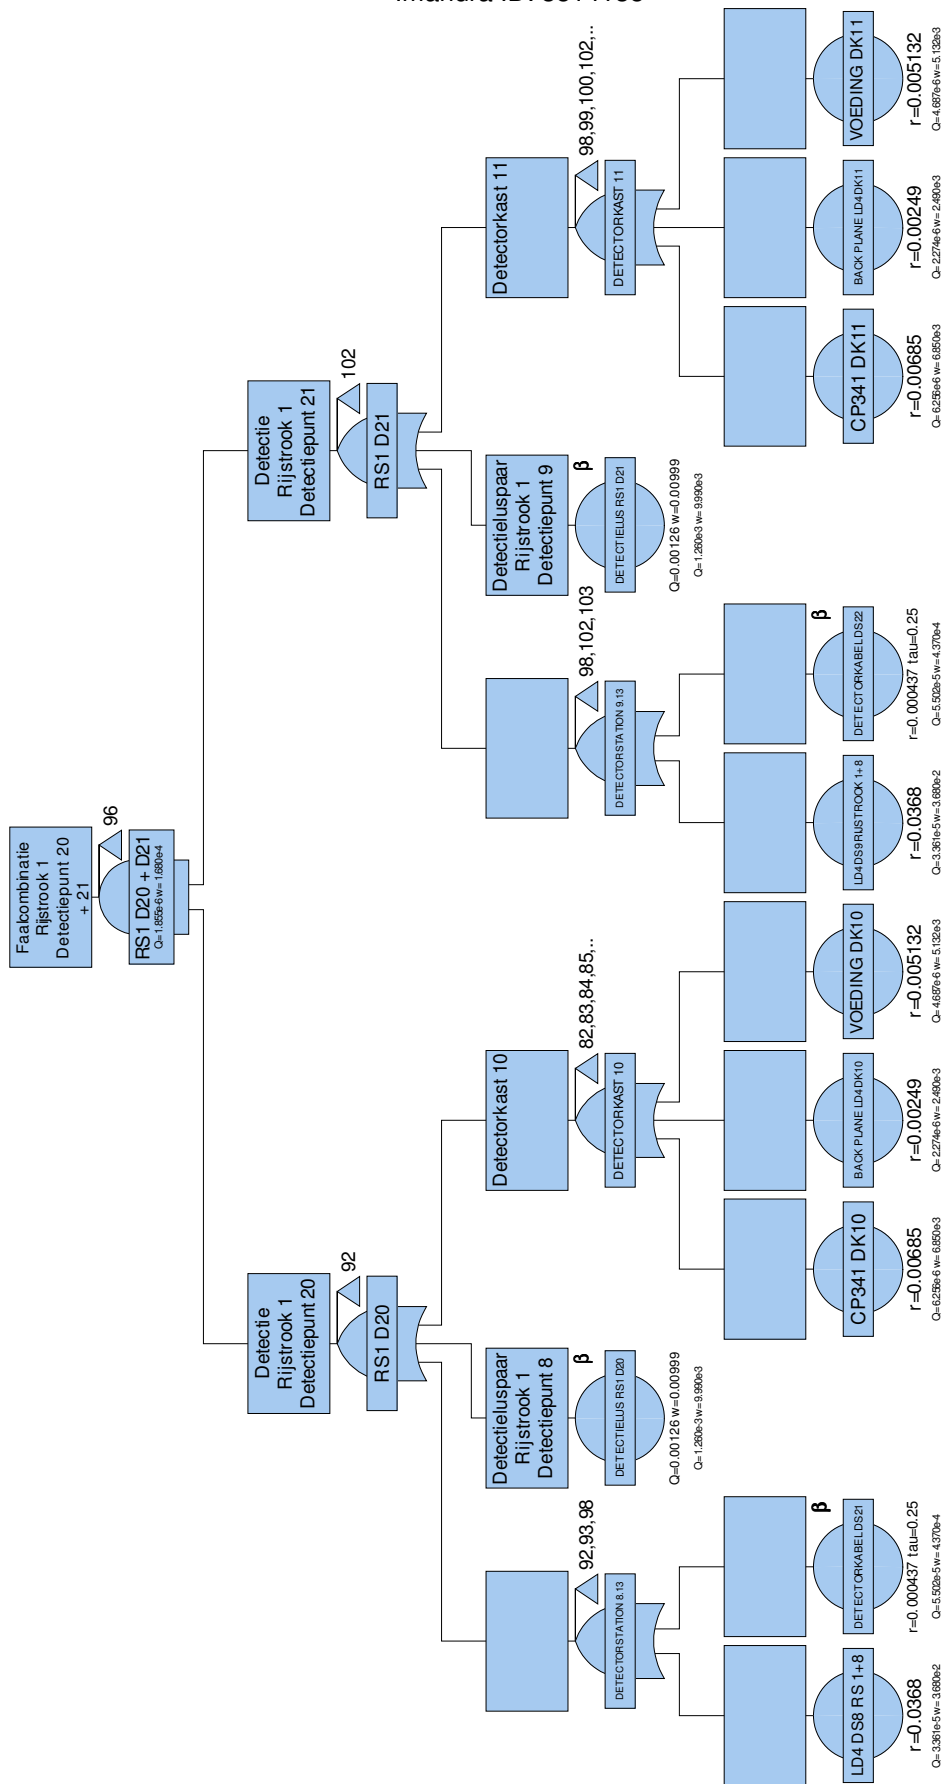 Faalcombinatie
Rijstrook 1
Detectiepunt 20
+ 21
96
RS1 D20 + D21
Q=1.855e-6 w=1.680e-4
Detectie
Rijstrook 1
Detectiepunt 20
92
RS1 D20
Detectie
Rijstrook 1
Detectiepunt 21
102
RS1 D21
92,93,98
DETECTORSTATION 8.13
Detectieluspaar
Rijstrook 1
Detectiepunt 8
β
DETECTIELUS RS1 D20
Q=0.00126 w=0.00999
Q=1.260e-3 w=9.990e-3
Detectorkast 10
82,83,84,85,..
DETECTORKAST 10
98,102,103
DETECTORSTATION 9.13
Detectieluspaar
Rijstrook 1
Detectiepunt 9
β
DETECTIELUS RS1 D21
Q=0.00126 w=0.00999
Q=1.260e-3 w=9.990e-3
Detectorkast 11
98,99,100,102,..
DETECTORKAST 11
LD4 DS8 RS 1+8
r=0.0368
Q=3.361e-5 w=3.680e-2
β
DETECTORKABEL DS21
r=0.000437 tau=0.25
Q=5.502e-5 w=4.370e-4
CP341 DK10
r=0.00685
Q=6.256e-6 w=6.850e-3
BACK PLANE LD4 DK10
r=0.00249
Q=2.274e-6 w=2.490e-3
VOEDING DK10
r=0.005132
Q=4.687e-6 w=5.132e-3
LD4 DS9 RIJSTROOK 1+8
r=0.0368
Q=3.361e-5 w=3.680e-2
β
DETECTORKABEL DS22
r=0.000437 tau=0.25
Q=5.502e-5 w=4.370e-4
CP341 DK11
r=0.00685
Q=6.256e-6 w=6.850e-3
BACK PLANE LD4 DK11
r=0.00249
Q=2.274e-6 w=2.490e-3
VOEDING DK11
r=0.005132
Q=4.687e-6 w=5.132e-3